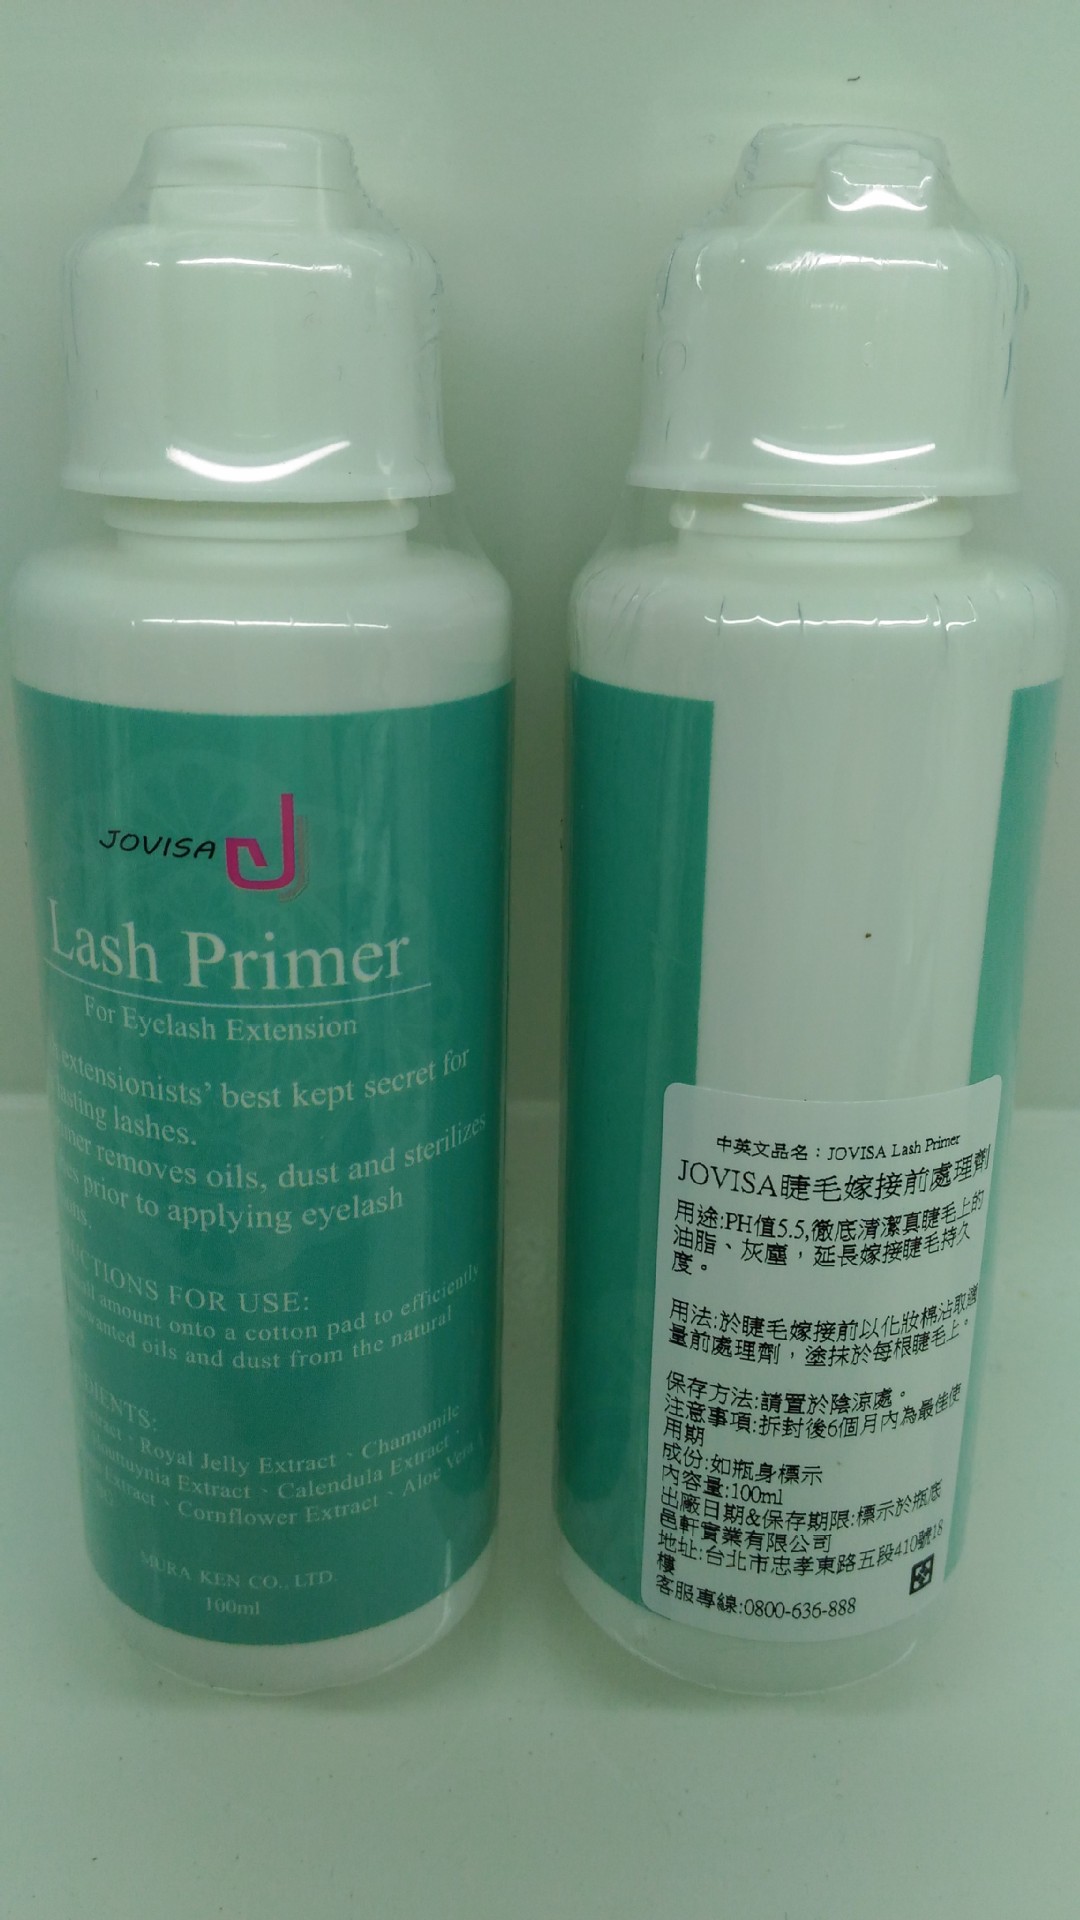 JOVISA
Lash Primer
For Eyelash Extension
extensionists' best kept secret for
lasting lashes.
removes oils, dust and sterilizes
prior to applying eyelash
FOR USE:
amount onto a cotton pad to efficiently
oils and dust from the natural
Royal Jelly Extract、Chamomile
Extract、Calendula Extract、
Extract、Cornflower Extract、Aloe Vera
MURA KEN CO., LTD.
100ml
中英文品名：JOVISA Lash Primer
JOVISA睫毛嫁接前處理劑
用途:PH值5.5,徹底清潔真睫毛上的
油脂、灰塵，延長嫁接睫毛持久
度。
用法:於睫毛嫁接前以化妝棉沾取適
量前處理劑，塗抹於每根睫毛上。
保存方法:請置於陰涼處。
注意事項:拆封後6個月內為最佳使
用期
成份:如瓶身標示
內容量:100ml
出廠日期&保存期限:標示於瓶底
邑軒實業有限公司
地址:台北市忠孝東路五段410號18
樓
客服專線:0800-636-888